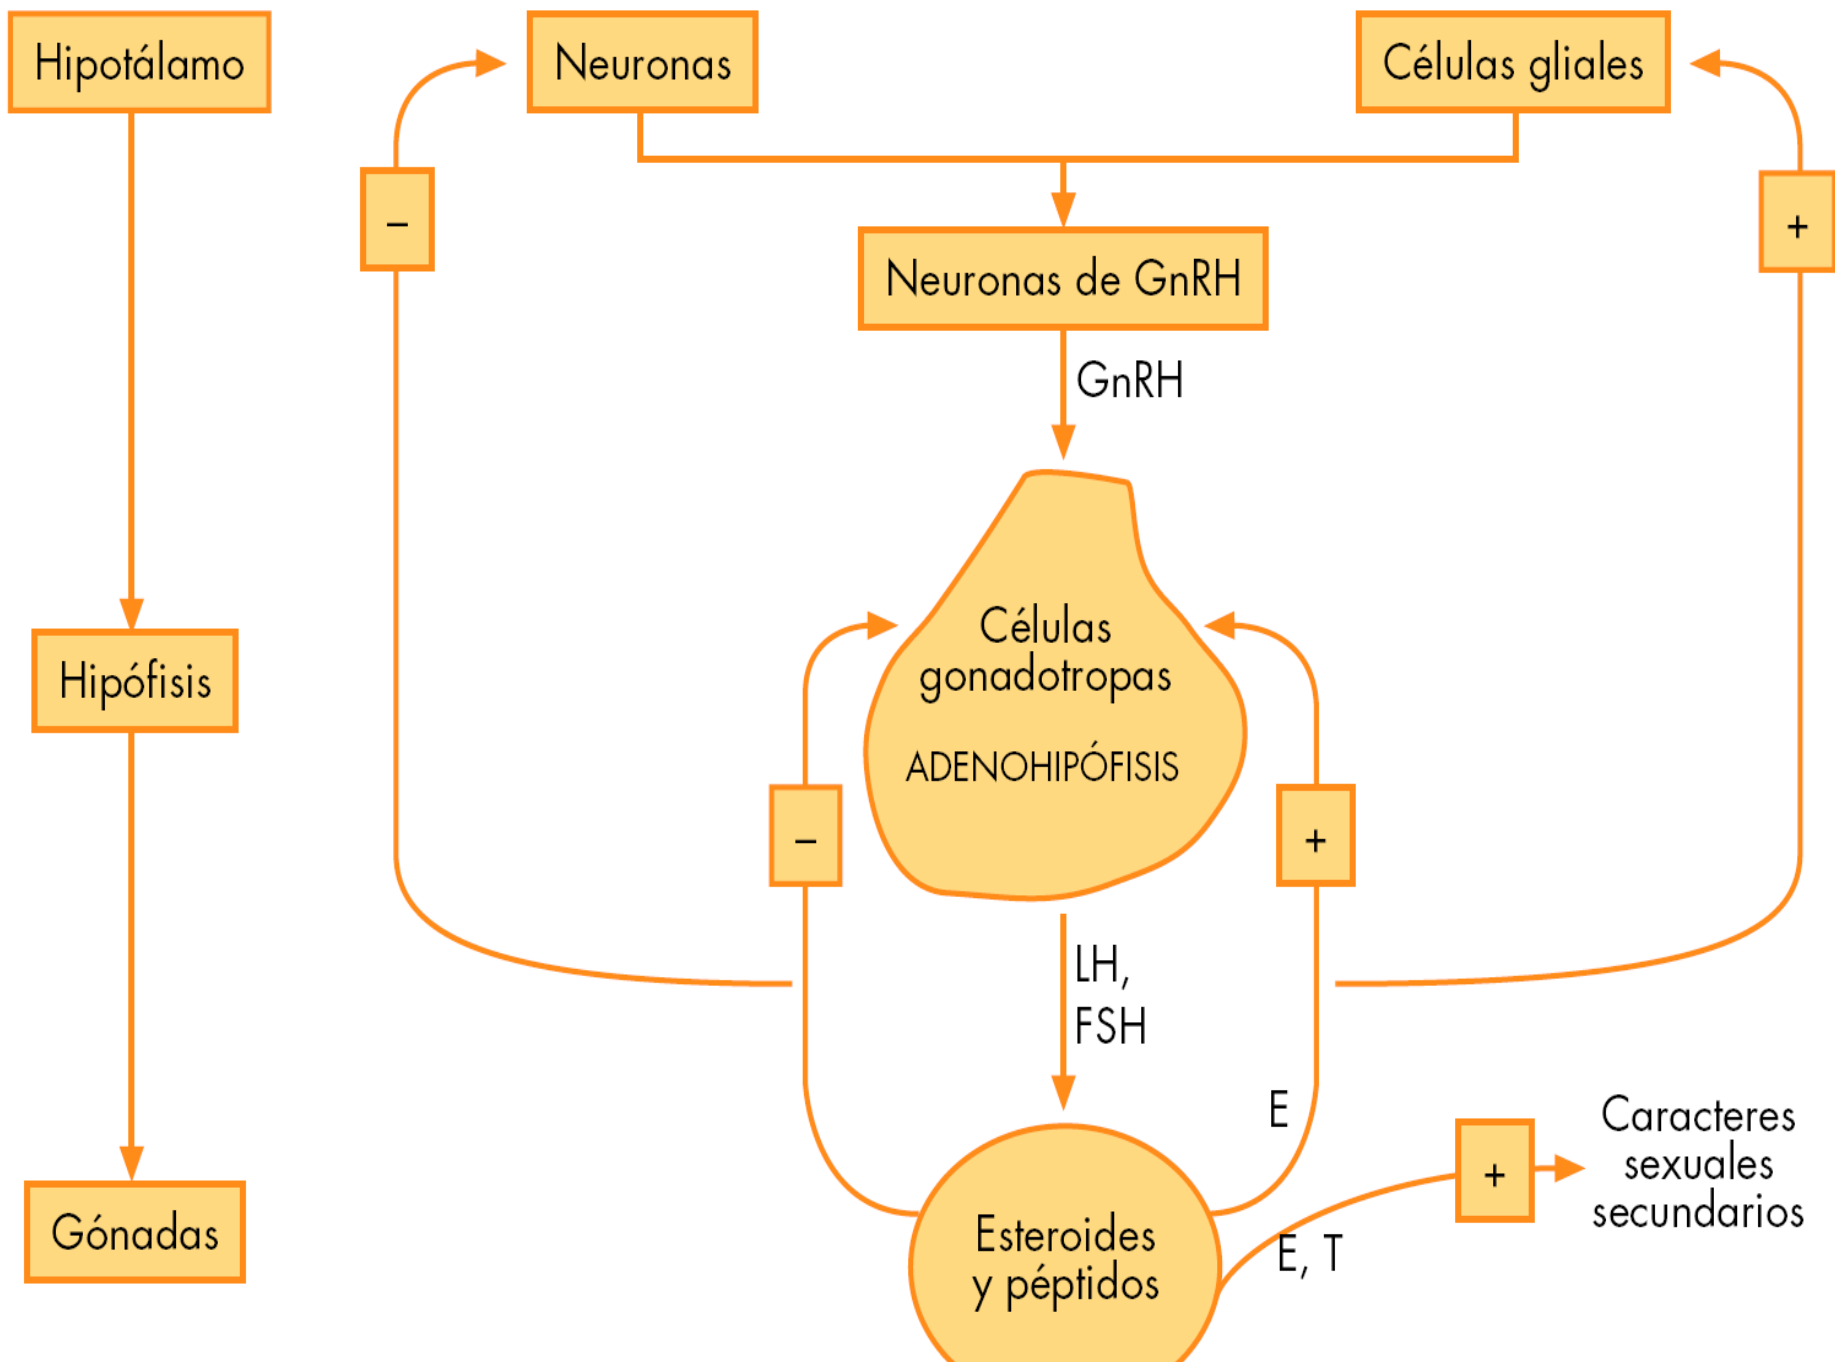 Hipotálamo
Neuronas
Células gliales
–
+
Neuronas de GnRH
GnRH
Células
gonadotropas
ADENOHIPÓFISIS
Hipófisis
–
+
LH,
FSH
E
Caracteres
sexuales
secundarios
+
Gónadas
Esteroides
y péptidos
E, T